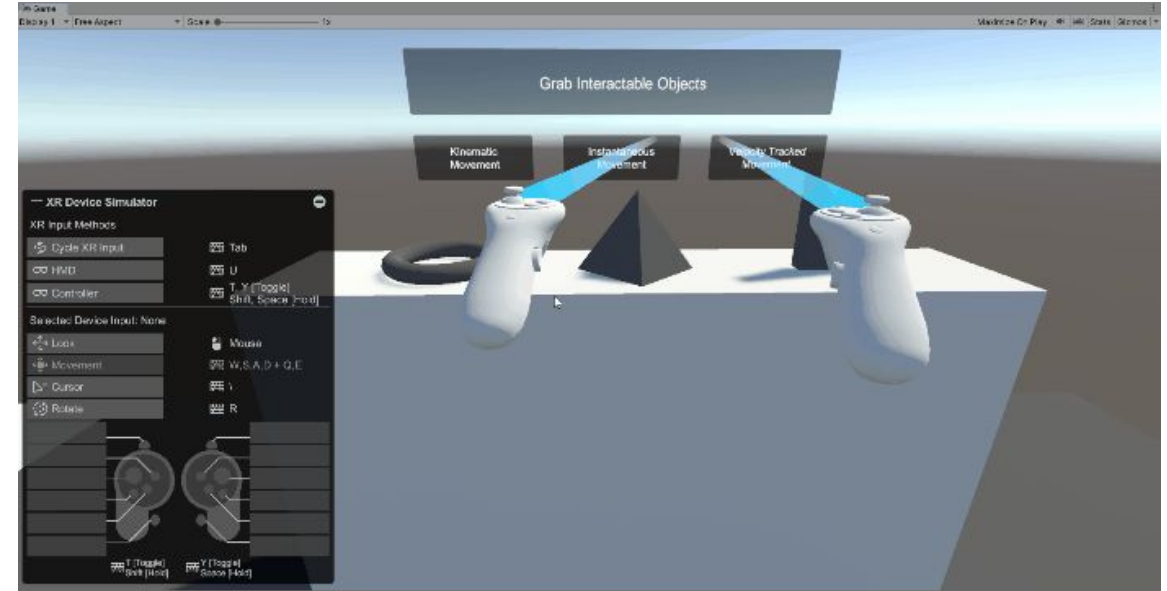 Game
Display 1 Free Aspect Scale 1x Maximize On Play Stats Gizmos
Grab Interactable Objects
Kinematic
Movement
Instantaneous
Movement
Velocity Tracked
Movement
XR Device Simulator
XR Input Methods
Cycle XR Input Tab
HMD U
Controller T, Y [Toggle]
Shift, Space [Hold]
Selected Device Input: None
Look Mouse
Movement W,S,A,D + Q,E
Cursor \
Rotate R
T [Toggle]
Shift [Hold]
Y [Toggle]
Space [Hold]